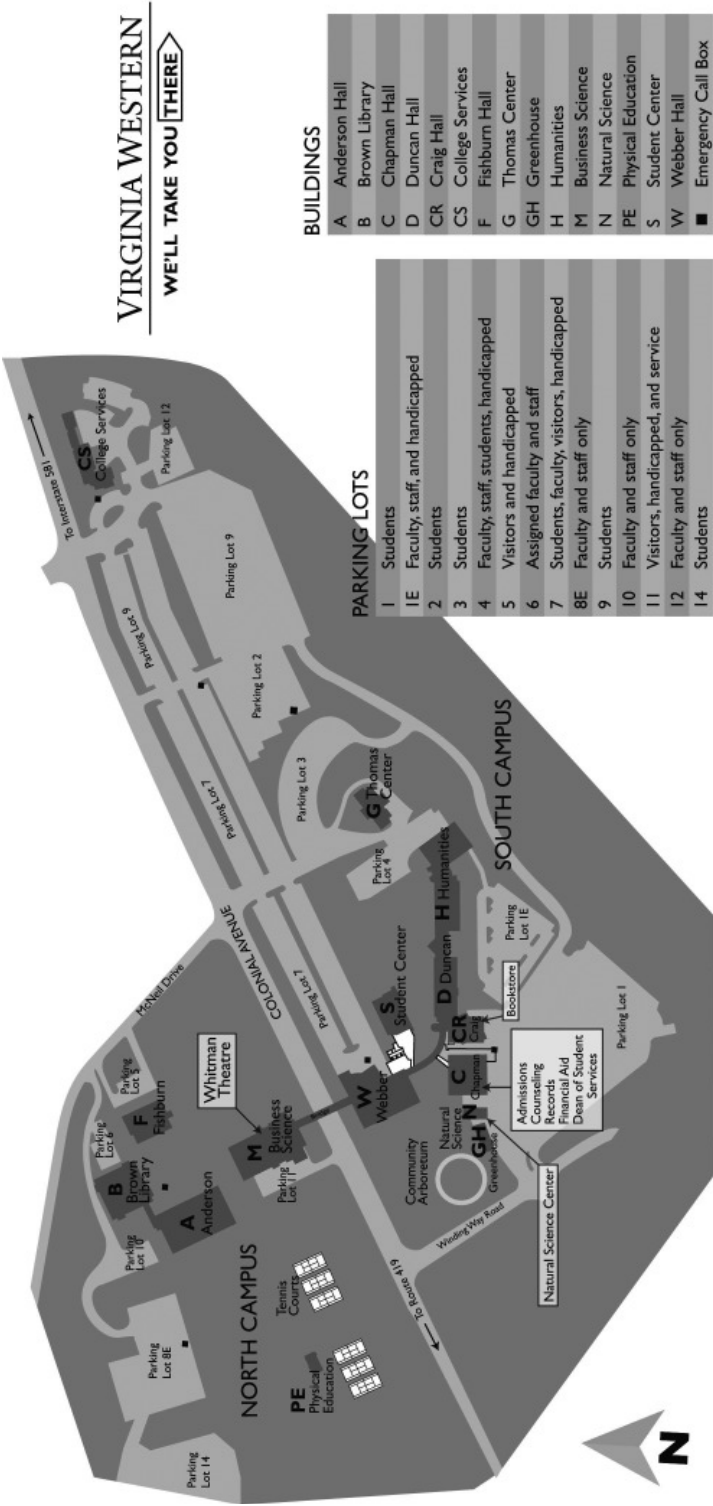 VIRGINIA WESTERN
WE'LL TAKE YOU THERE
BUILDINGS
A Anderson Hall
B Brown Library
C Chapman Hall
D Duncan Hall
CR Craig Hall
CS College Services
F Fishburn Hall
G Thomas Center
GH Greenhouse
H Humanities
M Business Science
N Natural Science
PE Physical Education
S Student Center
W Webber Hall
■ Emergency Call Box
PARKING LOTS
1 Students
1E Faculty, staff, and handicapped
2 Students
3 Students
4 Faculty, staff, students, handicapped
5 Visitors and handicapped
6 Assigned faculty and staff
7 Students, faculty, visitors, handicapped
8E Faculty and staff only
9 Students
10 Faculty and staff only
11 Visitors, handicapped, and service
12 Faculty and staff only
14 Students
To Interstate 581
CS
College Services
Parking Lot 12
Parking Lot 9
Parking Lot 9
Parking Lot 2
Parking Lot 7
Parking Lot 3
G Thomas
Center
Parking
Lot 4
COLONIAL AVENUE
McNeil Drive
Parking Lot 7
SOUTH CAMPUS
H Humanities
D Duncan
Parking
Lot 1E
Bookstore
Parking Lot 1
S
Student Center
CR
Craig
C
Chapman
Admissions
Counseling
Records
Financial Aid
Dean of Student
Services
W
Webber
Bridge
Whitman
Theatre
M
Business
Science
Parking
Lot 11
Parking
Lot 5
Parking
Lot 6
F
Fishburn
B
Brown
Library
A
Anderson
Parking
Lot 10
Natural
Science
N
GH
Greenhouse
Community
Arboretum
Natural Science Center
Winding Way Road
To Route 419
NORTH CAMPUS
Tennis
Courts
PE
Physical
Education
Parking
Lot 8E
Parking
Lot 14
N